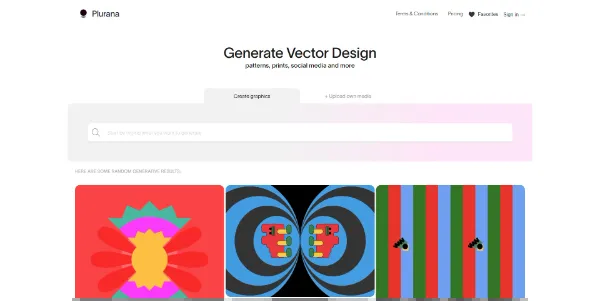 Plurana
Terms & Conditions Pricing Favorites Sign in
Generate Vector Design
patterns, prints, social media and more
Create graphics + Upload own media
HERE ARE SOME RANDOM GENERATIVE RESULTS: